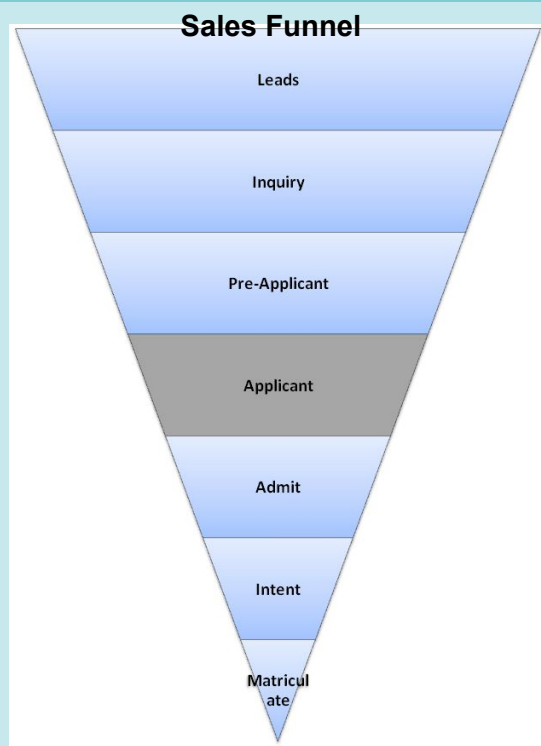 Sales Funnel
Leads
Inquiry
Pre-Applicant
Applicant
Admit
Intent
Matricul
ate